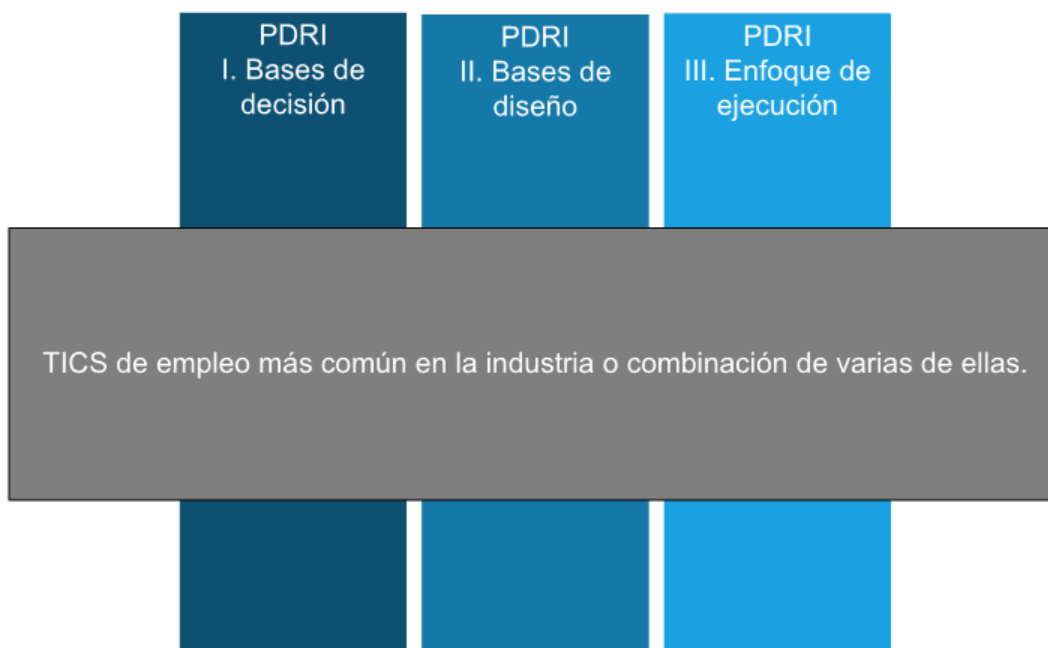 PDRI
I. Bases de
decisión
PDRI
II. Bases de
diseño
PDRI
III. Enfoque de
ejecución
TICS de empleo más común en la industria o combinación de varias de ellas.